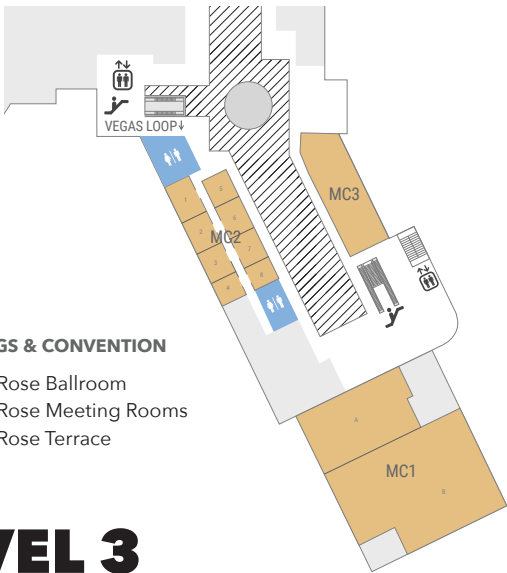 VEGAS LOOP↓
MC3
1
5
2
6
MC2
7
3
8
4
GS & CONVENTION
Rose Ballroom
Rose Meeting Rooms
Rose Terrace
A
MC1
B
VEL 3